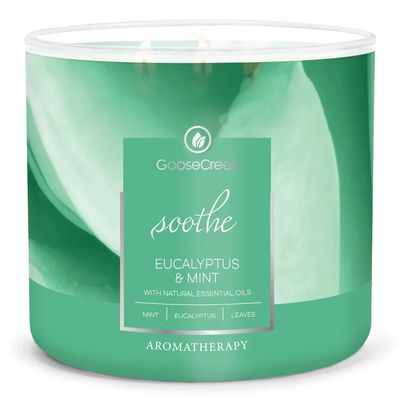 GooseCreek
soothe
EUCALYPTUS
& MINT
WITH NATURAL ESSENTIAL OILS
MINT | EUCALYPTUS | LEAVES
AROMATHERAPY